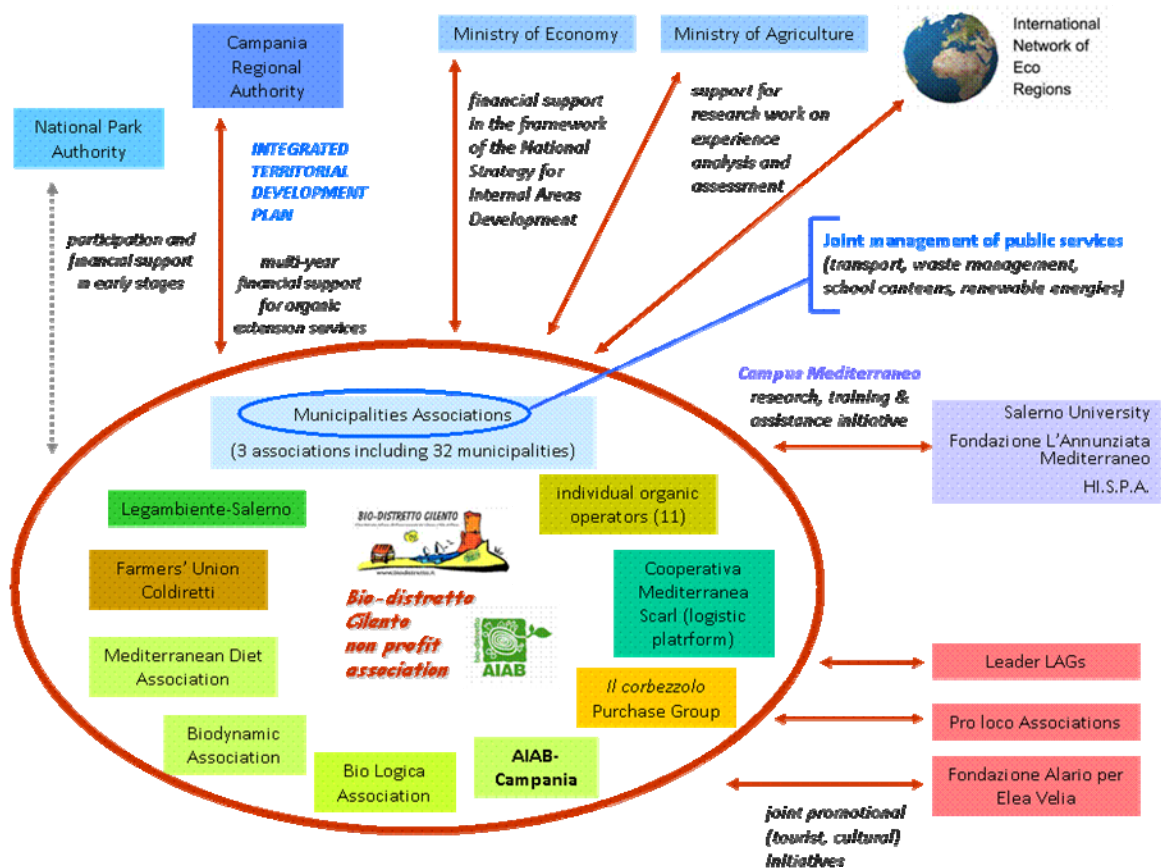 Campania
Regional
Authority
Ministry of Economy
Ministry of Agriculture
International
Network of
Eco
Regions
National Park
Authority
INTEGRATED
TERRITORIAL
DEVELOPMENT
PLAN
multi-year
financial support
for organic
extension services
financial support
in the framework
of the National
Strategy for
Internal Areas
Development
support for
research work on
experience
analysis and
assessment
participation and
financial support
in early stages
Joint management of public services
(transport, waste management,
school canteens, renewable energies)
Campus Mediterraneo
research, training &
assistance initiative
Salerno University
Fondazione L'Annunziata
Mediterraneo
HI.S.P.A.
Municipalities Associations
(3 associations including 32 municipalities)
Legambiente-Salerno
individual organic
operators (11)
BIO-DISTRETTO CILENTO
Farmers' Union
Coldiretti
Cooperativa
Mediterranea
Scarl (logistic
platrform)
Bio-distretto
Cilento
non profit
association
AIAB
Mediterranean Diet
Association
Il corbezzolo
Purchase Group
Biodynamic
Association
Bio Logica
Association
AIAB-
Campania
Leader LAGs
Pro loco Associations
Fondazione Alario per
Elea Velia
joint promotional
(tourist, cultural)
initiatives